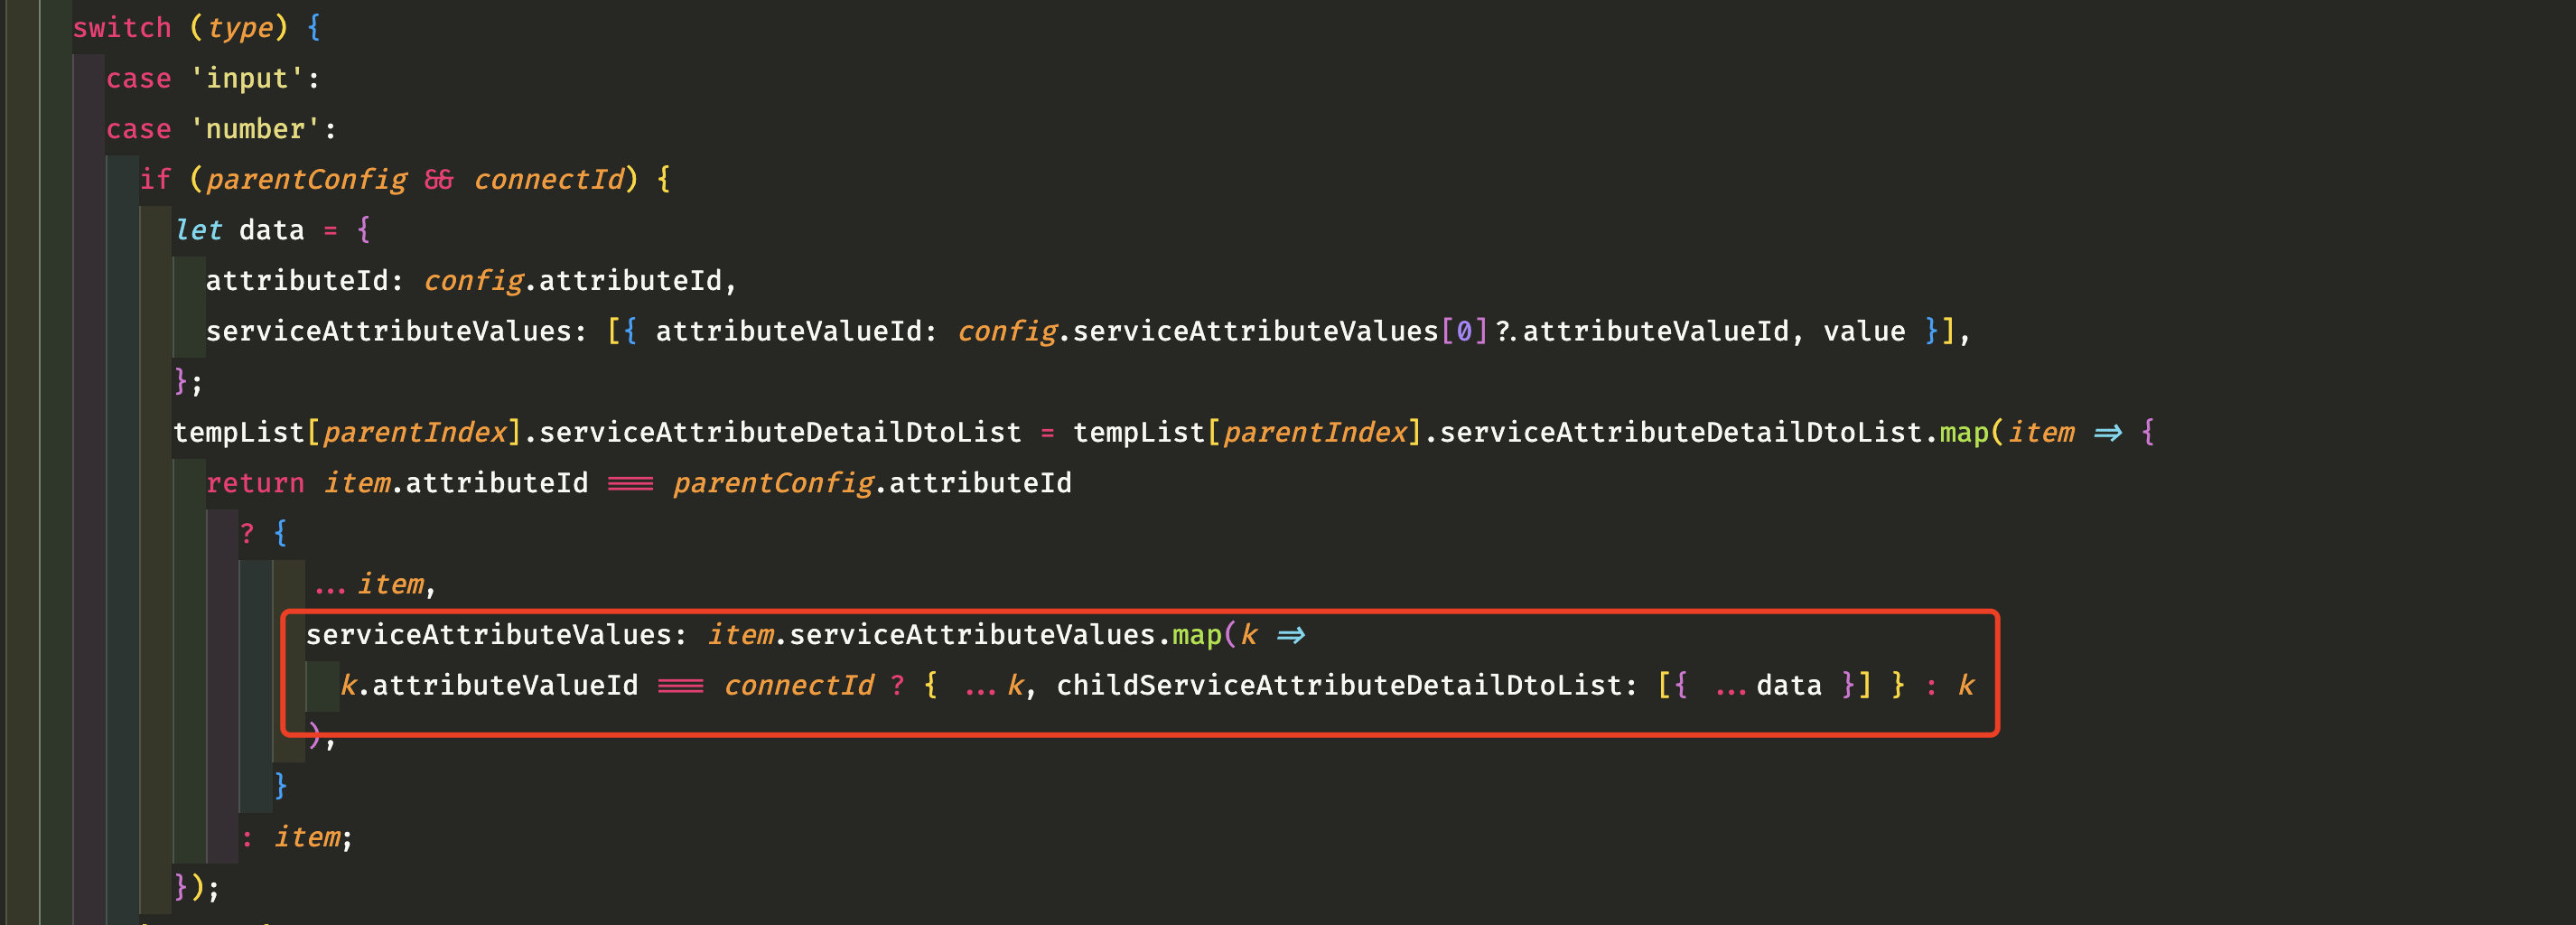 switch (type) {
case 'input':
case 'number':
if (parentConfig && connectId) {
let data = {
attributeId: config.attributeId,
serviceAttributeValues: [{ attributeValueId: config.serviceAttributeValues[0]?.attributeValueId, value }],
};
tempList[parentIndex].serviceAttributeDetailDtoList = tempList[parentIndex].serviceAttributeDetailDtoList.map(item => {
return item.attributeId === parentConfig.attributeId
? {
...item,
serviceAttributeValues: item.serviceAttributeValues.map(k =>
k.attributeValueId === connectId ? { ...k, childServiceAttributeDetailDtoList: [{ ...data }] } : k
),
}
: item;
});